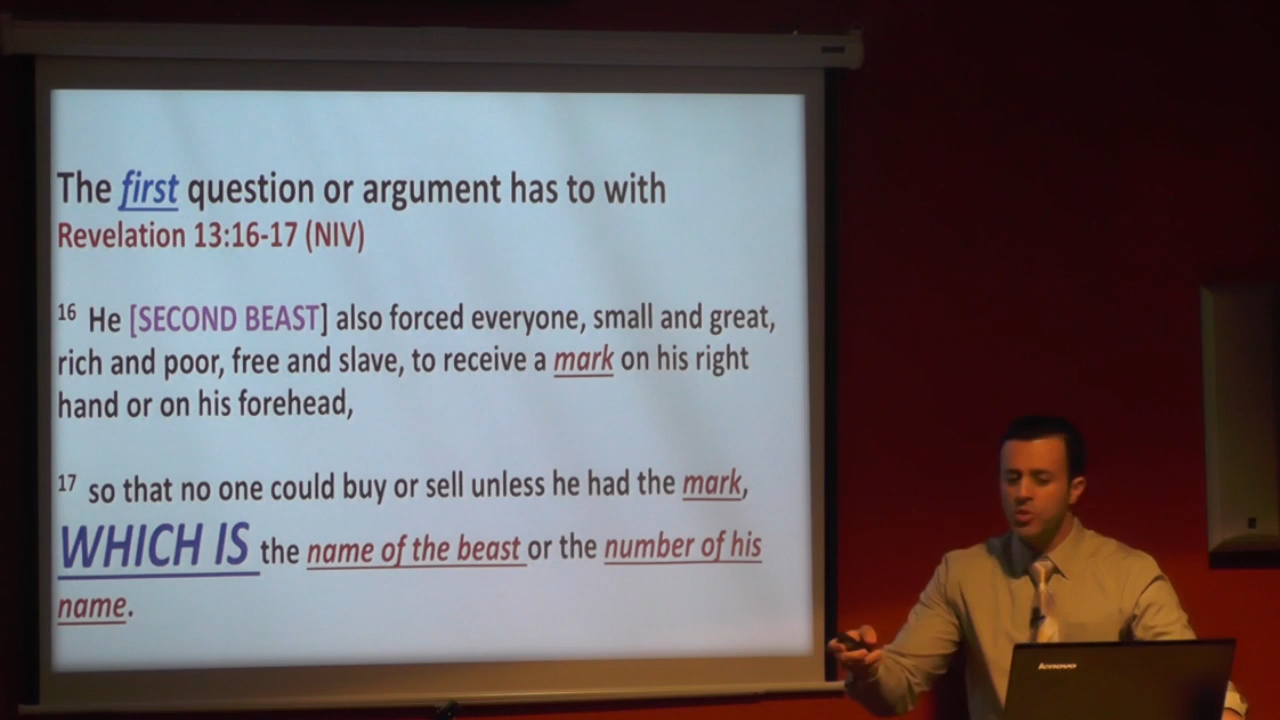 The first question or argument has to with
Revelation 13:16-17 (NIV)
16 He [SECOND BEAST] also forced everyone, small and great,
rich and poor, free and slave, to receive a mark on his right
hand or on his forehead,
17 so that no one could buy or sell unless he had the mark,
WHICH IS the name of the beast or the number of his
name.
lenovo